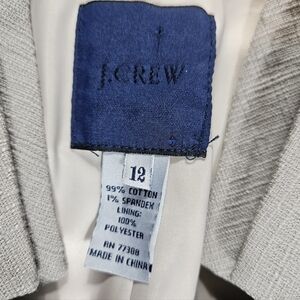 J.CREW
12
99% COTTON
1% SPANDEX
LINING:
100%
POLYESTER
RN 77388
MADE IN CHINA